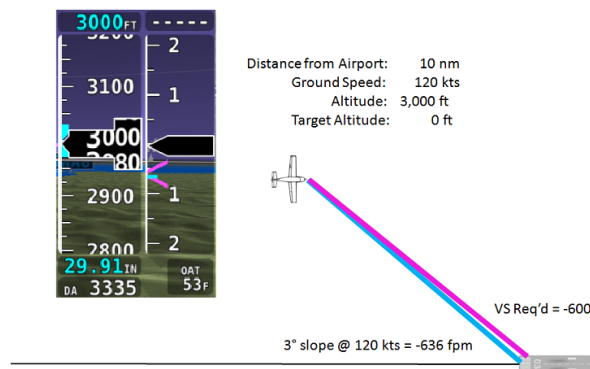 3000FT
-----
3200
2
3100
1
3000
80
2900
1
2800
2
29.91IN
OAT
53F
DA 3335
Distance from Airport: 10 nm
Ground Speed: 120 kts
Altitude: 3,000 ft
Target Altitude: 0 ft
VS Req'd = -600
3° slope @ 120 kts = -636 fpm